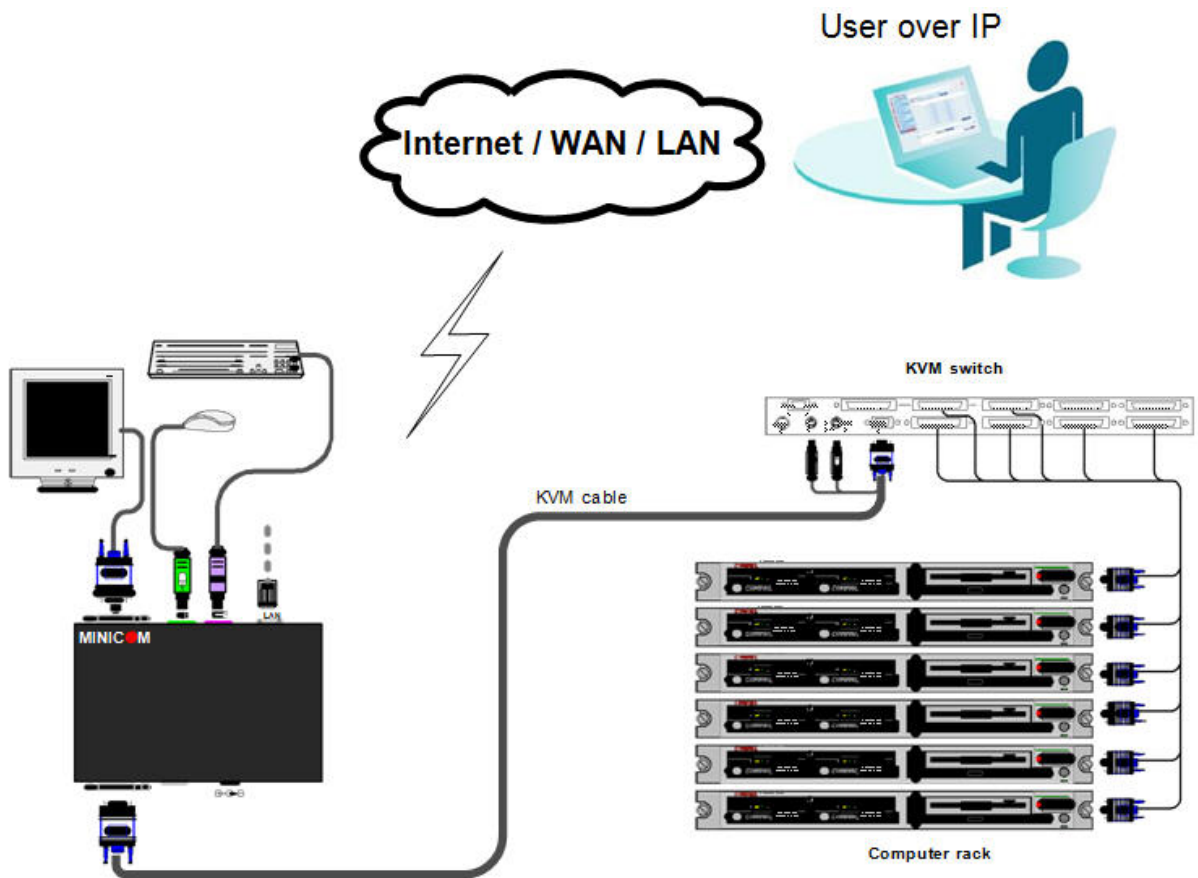 User over IP
Internet / WAN / LAN
KVM switch
KVM cable
LAN
MINICOM
Computer rack